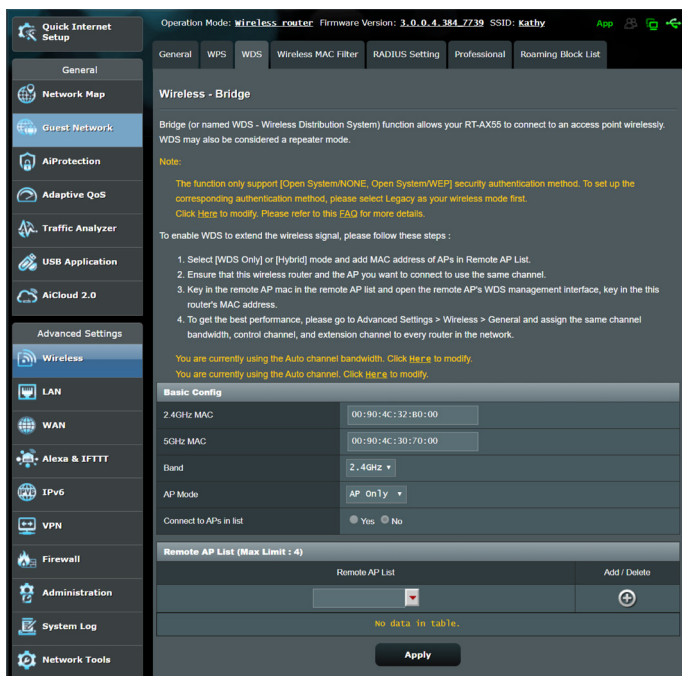 Quick Internet
Setup
General
Network Map
Guest Network
AiProtection
Adaptive QoS
Traffic Analyzer
USB Application
AiCloud 2.0
Advanced Settings
Wireless
LAN
WAN
Alexa & IFTTT
IPv6
VPN
Firewall
Administration
System Log
Network Tools
Operation Mode: Wireless router Firmware Version: 3.0.0.4.384_7739 SSID: Kathy App
General WPS WDS Wireless MAC Filter RADIUS Setting Professional Roaming Block List
Wireless - Bridge
Bridge (or named WDS - Wireless Distribution System) function allows your RT-AX55 to connect to an access point wirelessly.
WDS may also be considered a repeater mode.
Note:
The function only support [Open System/NONE, Open System/WEP] security authentication method. To set up the
corresponding authentication method, please select Legacy as your wireless mode first.
Click Here to modify. Please refer to this FAQ for more details.
To enable WDS to extend the wireless signal, please follow these steps :
1. Select [WDS Only] or [Hybrid] mode and add MAC address of APs in Remote AP List.
2. Ensure that this wireless router and the AP you want to connect to use the same channel.
3. Key in the remote AP mac in the remote AP list and open the remote AP's WDS management interface, key in the this
router's MAC address.
4. To get the best performance, please go to Advanced Settings > Wireless > General and assign the same channel
bandwidth, control channel, and extension channel to every router in the network.
You are currently using the Auto channel bandwidth. Click Here to modify.
You are currently using the Auto channel. Click Here to modify.
Basic Config
2.4GHz MAC 00:90:4C:32:B0:00
5GHz MAC 00:90:4C:30:70:00
Band 2.4GHz
AP Mode AP Only
Connect to APs in list Yes No
Remote AP List (Max Limit : 4)
Remote AP List Add / Delete
No data in table.
Apply